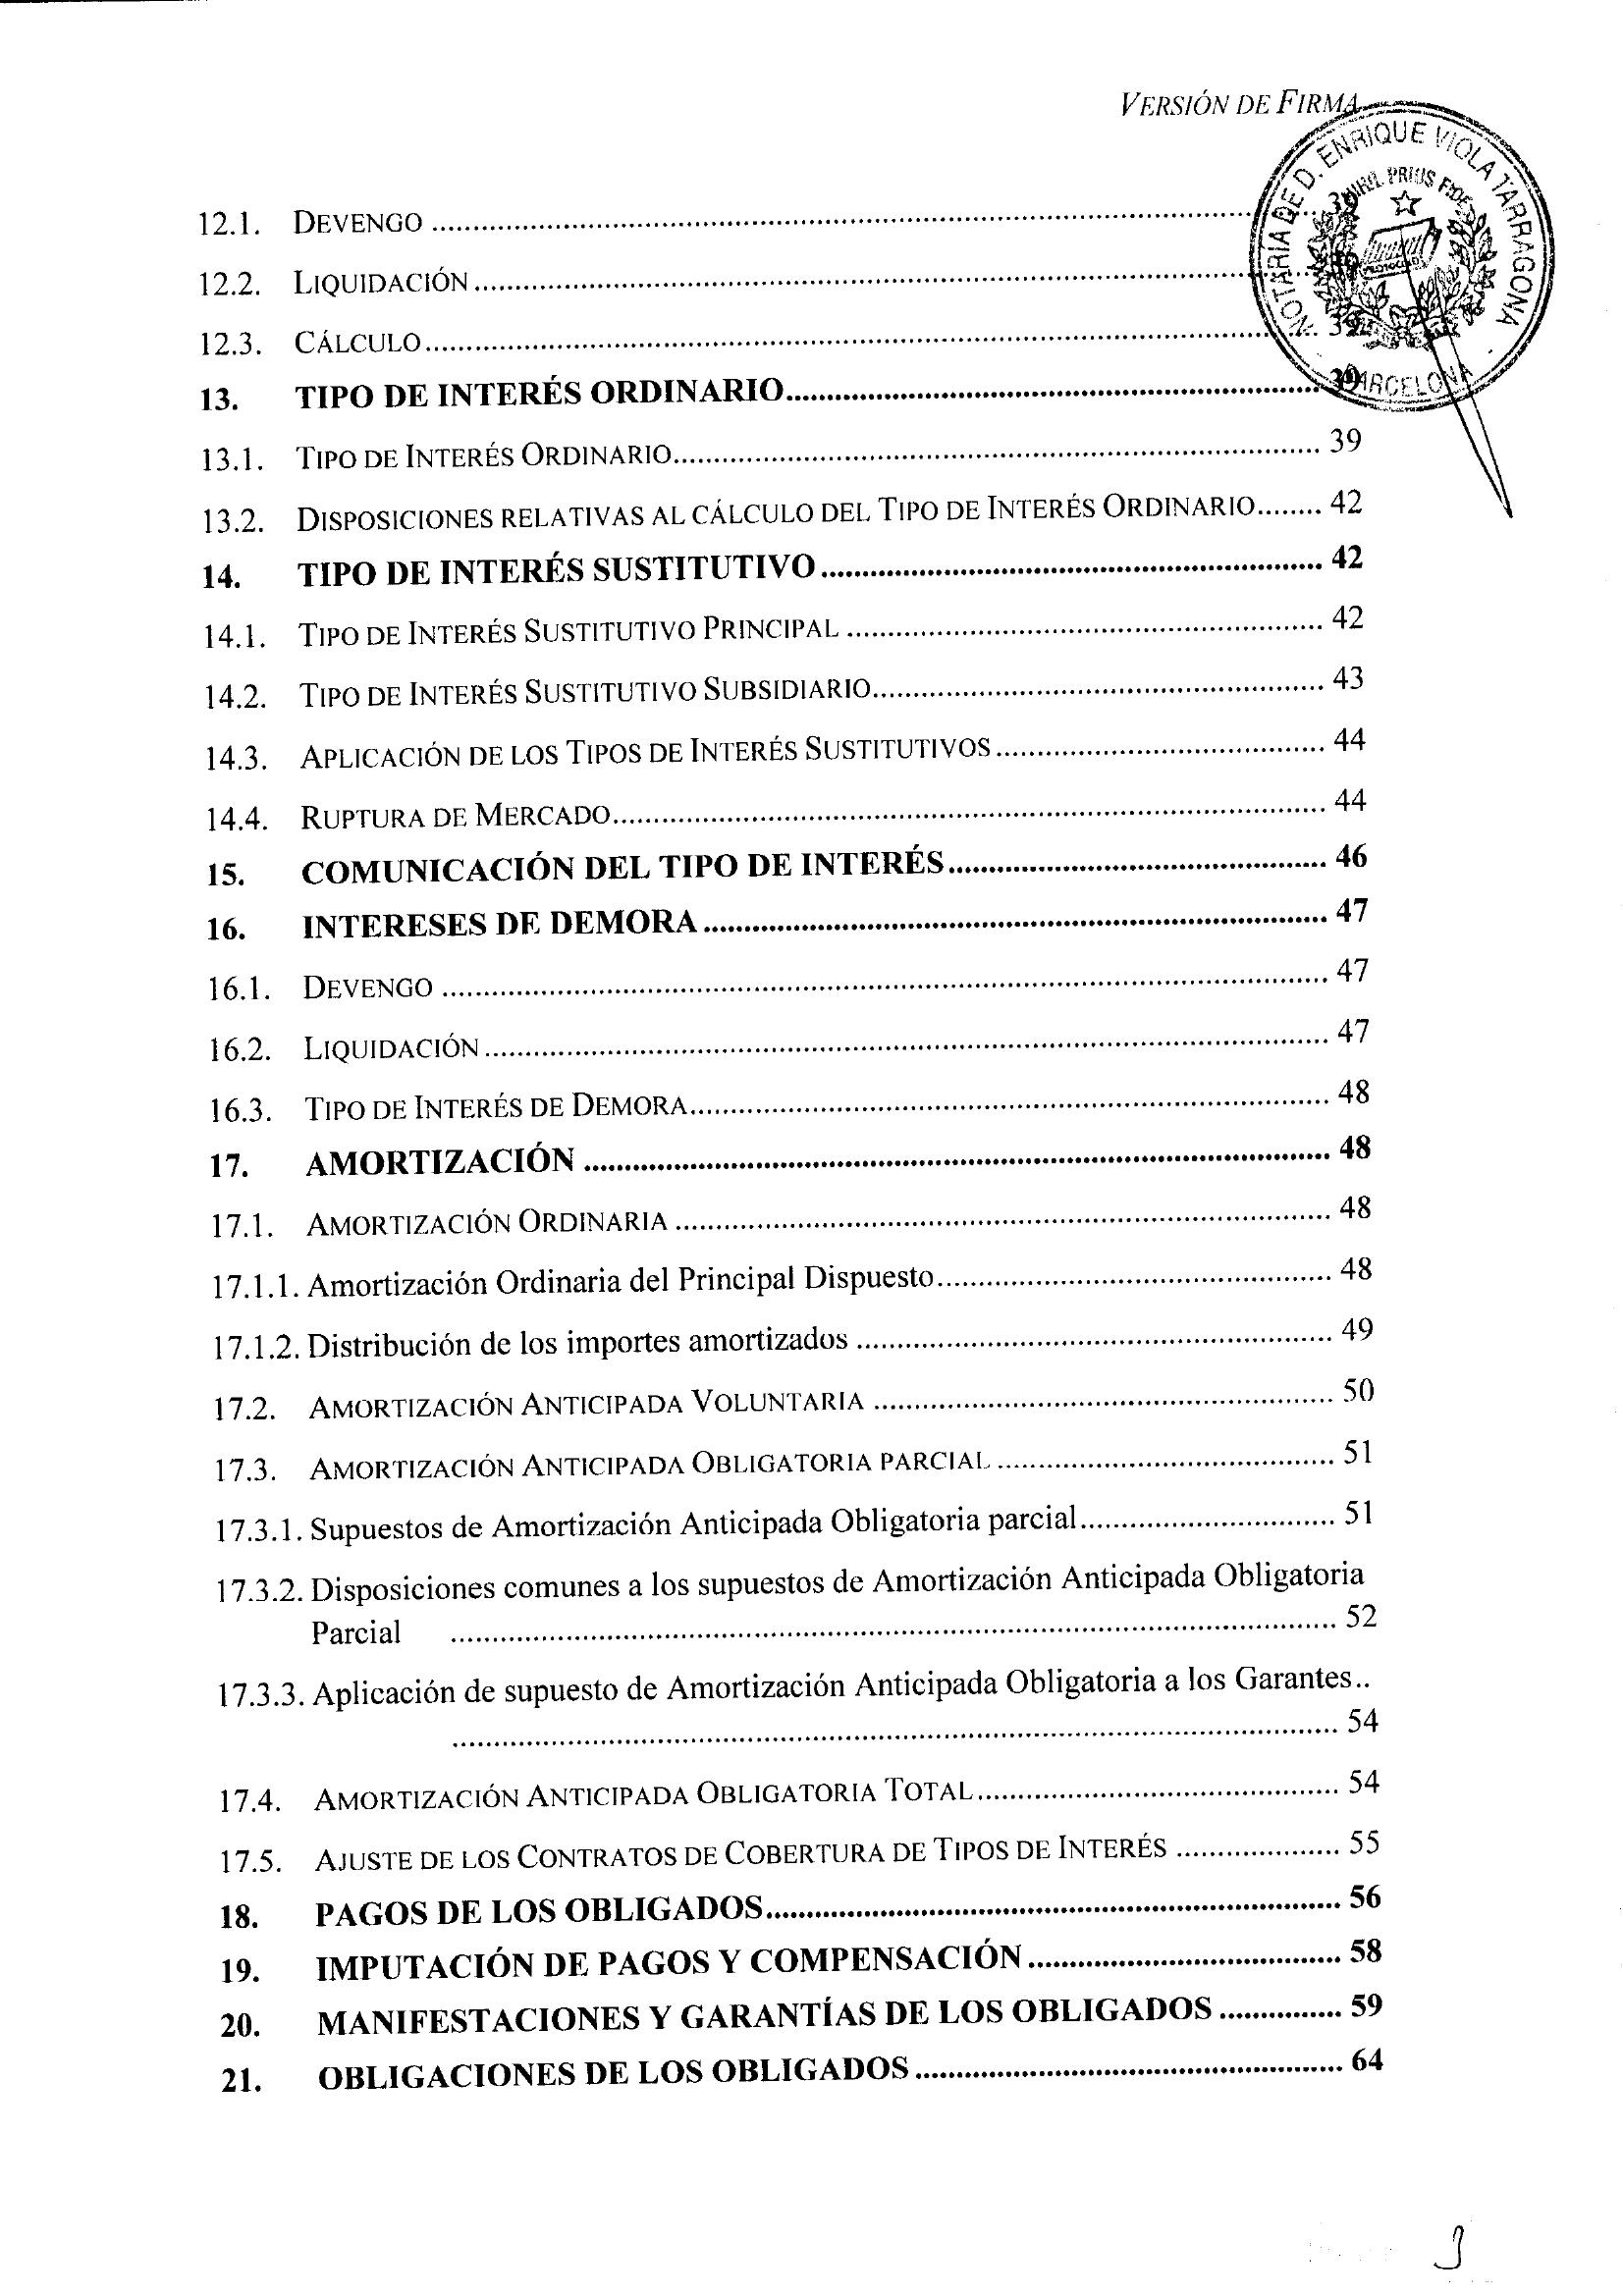 VERSIÓN DE FIRMA
NOTARIA DE D. ENRIQUE VIOLA TARRAGONA
NIHIL PRIUS FIDE
BARCELONA
12.1. DEVENGO ........ 39
12.2. LIQUIDACIÓN ........
12.3. CÁLCULO ........ 39
13. TIPO DE INTERÉS ORDINARIO ........ 39
13.1. TIPO DE INTERÉS ORDINARIO ........ 39
13.2. DISPOSICIONES RELATIVAS AL CÁLCULO DEL TIPO DE INTERÉS ORDINARIO ........ 42
14. TIPO DE INTERÉS SUSTITUTIVO ........ 42
14.1. TIPO DE INTERÉS SUSTITUTIVO PRINCIPAL ........ 42
14.2. TIPO DE INTERÉS SUSTITUTIVO SUBSIDIARIO ........ 43
14.3. APLICACIÓN DE LOS TIPOS DE INTERÉS SUSTITUTIVOS ........ 44
14.4. RUPTURA DE MERCADO ........ 44
15. COMUNICACIÓN DEL TIPO DE INTERÉS ........ 46
16. INTERESES DE DEMORA ........ 47
16.1. DEVENGO ........ 47
16.2. LIQUIDACIÓN ........ 47
16.3. TIPO DE INTERÉS DE DEMORA ........ 48
17. AMORTIZACIÓN ........ 48
17.1. AMORTIZACIÓN ORDINARIA ........ 48
17.1.1. Amortización Ordinaria del Principal Dispuesto ........ 48
17.1.2. Distribución de los importes amortizados ........ 49
17.2. AMORTIZACIÓN ANTICIPADA VOLUNTARIA ........ 50
17.3. AMORTIZACIÓN ANTICIPADA OBLIGATORIA PARCIAL ........ 51
17.3.1. Supuestos de Amortización Anticipada Obligatoria parcial ........ 51
17.3.2. Disposiciones comunes a los supuestos de Amortización Anticipada Obligatoria
Parcial ........ 52
17.3.3. Aplicación de supuesto de Amortización Anticipada Obligatoria a los Garantes..
........ 54
17.4. AMORTIZACIÓN ANTICIPADA OBLIGATORIA TOTAL ........ 54
17.5. AJUSTE DE LOS CONTRATOS DE COBERTURA DE TIPOS DE INTERÉS ........ 55
18. PAGOS DE LOS OBLIGADOS ........ 56
19. IMPUTACIÓN DE PAGOS Y COMPENSACIÓN ........ 58
20. MANIFESTACIONES Y GARANTÍAS DE LOS OBLIGADOS ........ 59
21. OBLIGACIONES DE LOS OBLIGADOS ........ 64